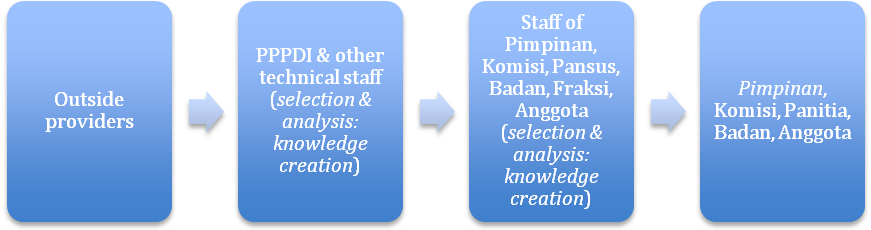 Outside
providers
PPPDI & other
technical staff
(selection &
analysis:
knowledge
creation)
Staff of
Pimpinan,
Komisi, Pansus,
Badan, Fraksi,
Anggota
(selection &
analysis:
knowledge
creation)
Pimpinan,
Komisi, Panitia,
Badan, Anggota